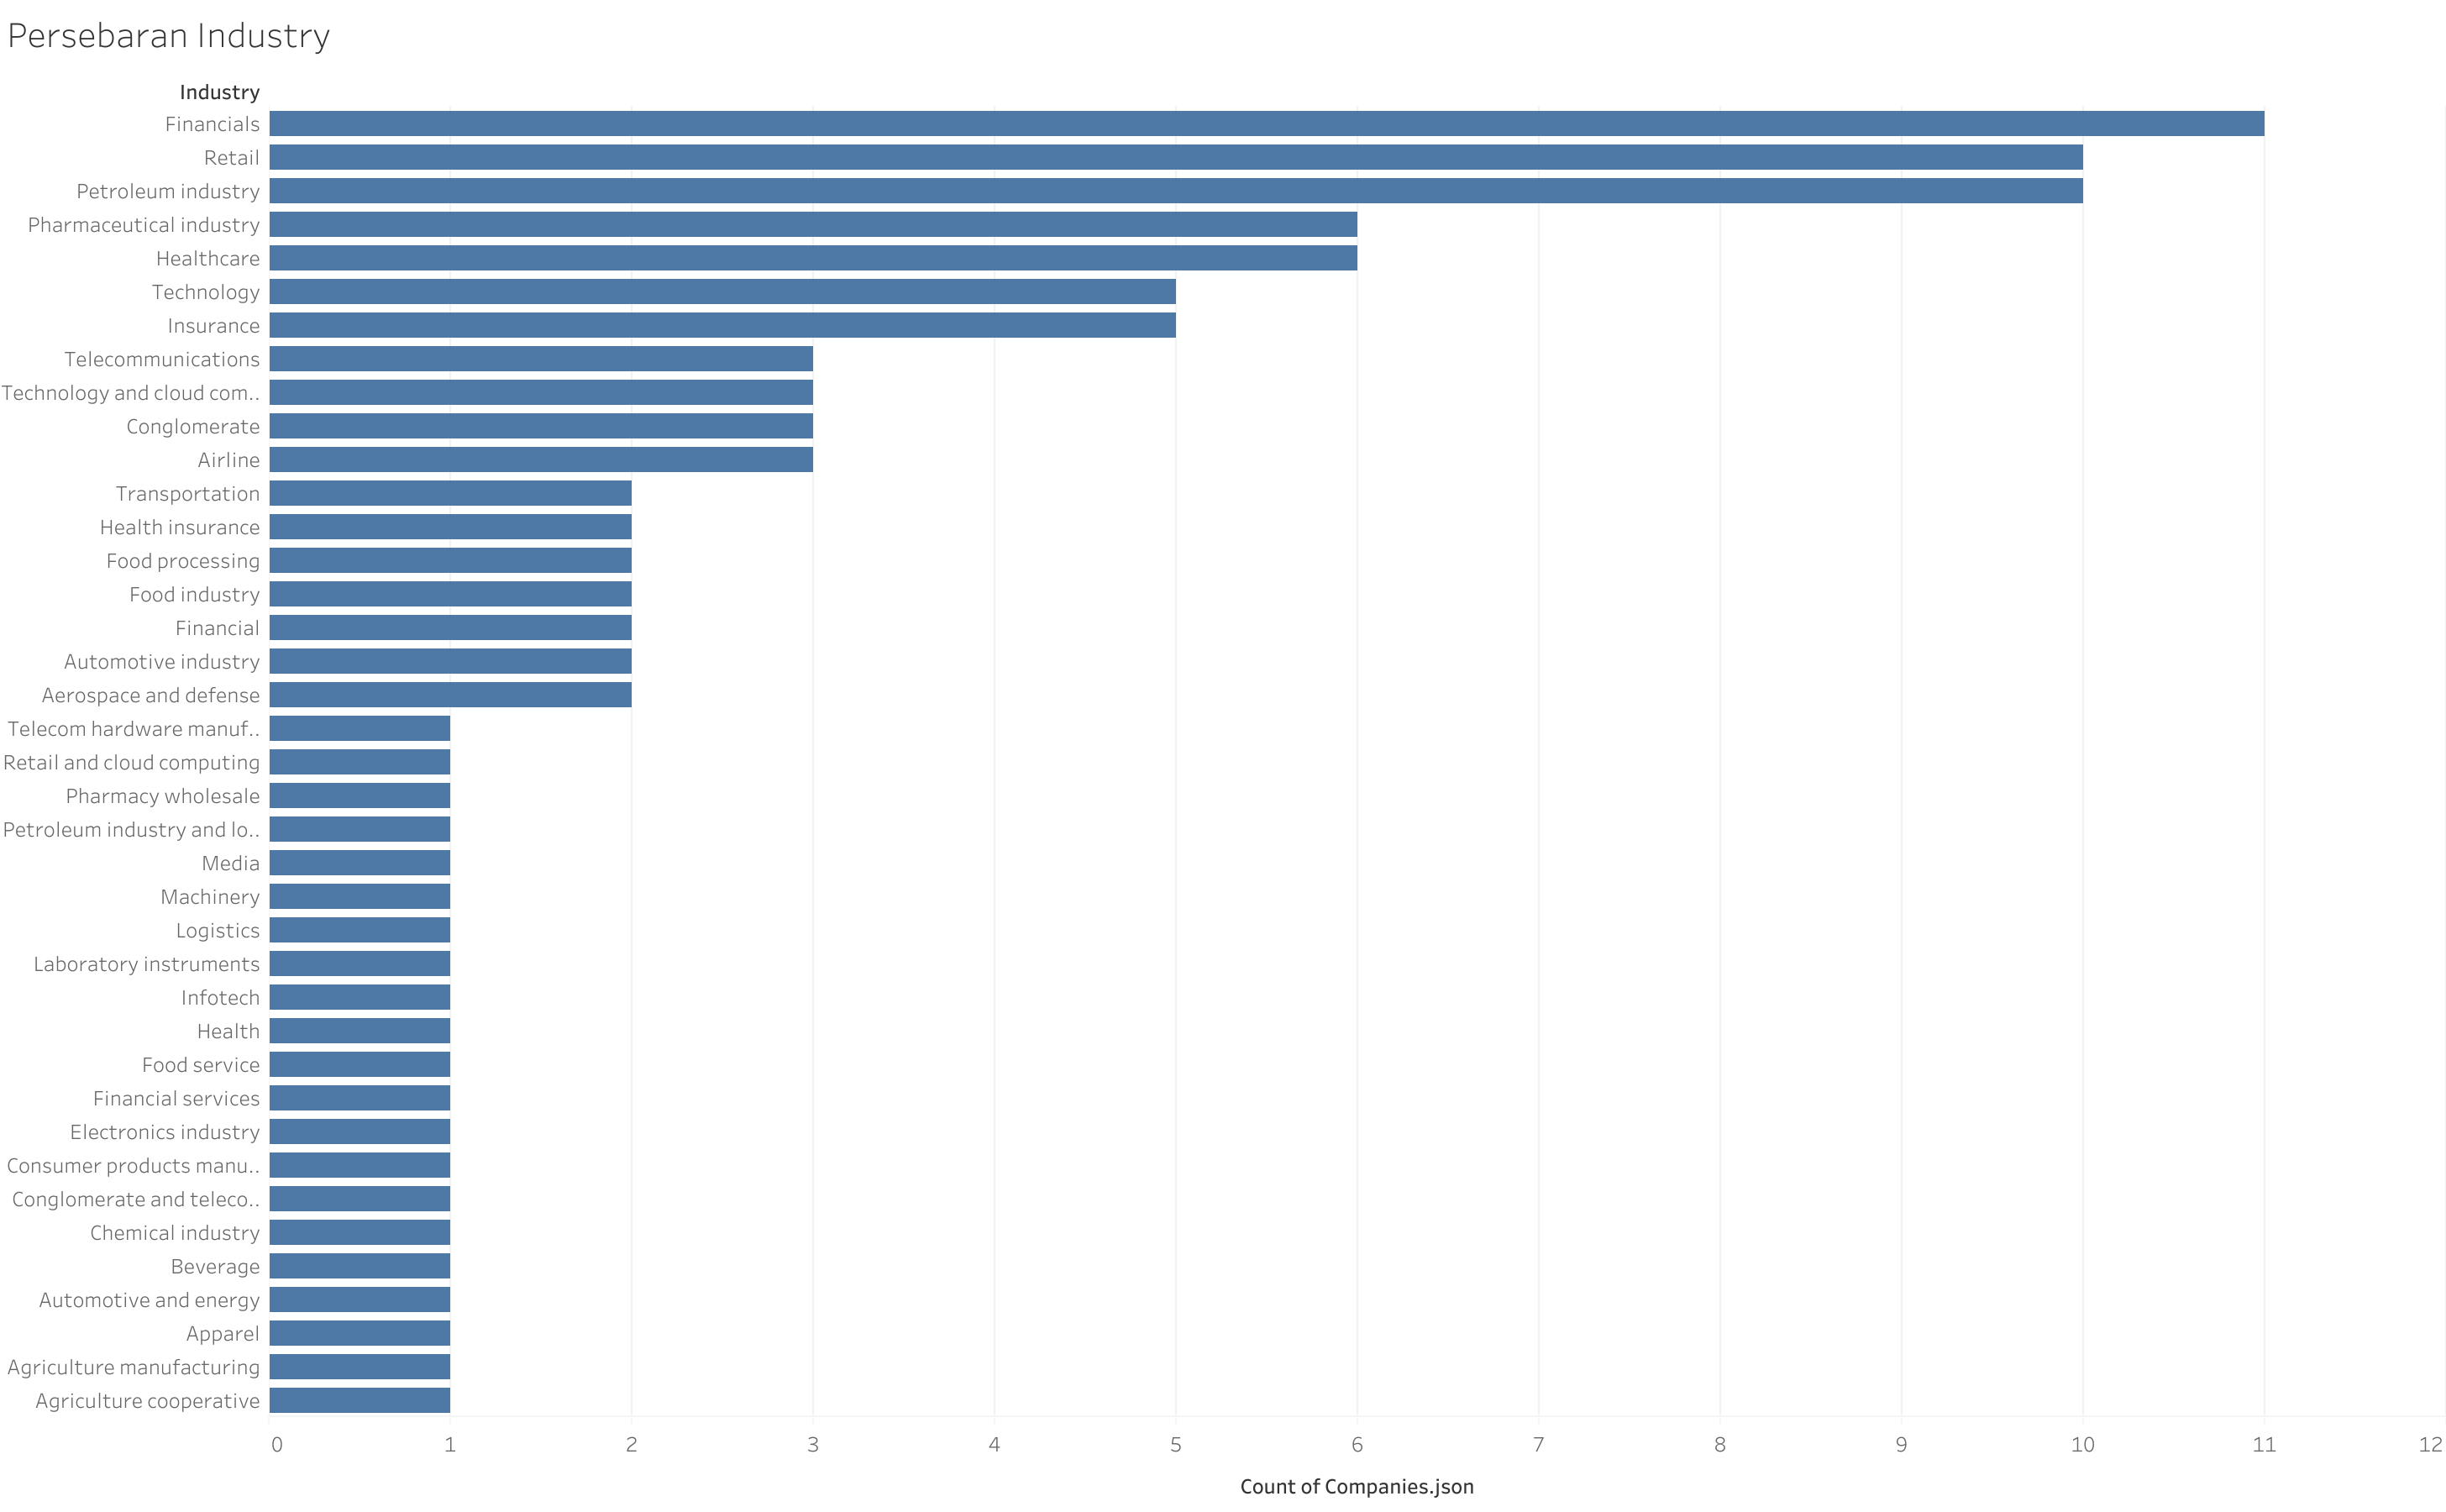 Persebaran Industry
Industry
Financials
Retail
Petroleum industry
Pharmaceutical industry
Healthcare
Technology
Insurance
Telecommunications
Technology and cloud com..
Conglomerate
Airline
Transportation
Health insurance
Food processing
Food industry
Financial
Automotive industry
Aerospace and defense
Telecom hardware manuf..
Retail and cloud computing
Pharmacy wholesale
Petroleum industry and lo..
Media
Machinery
Logistics
Laboratory instruments
Infotech
Health
Food service
Financial services
Electronics industry
Consumer products manu..
Conglomerate and teleco..
Chemical industry
Beverage
Automotive and energy
Apparel
Agriculture manufacturing
Agriculture cooperative
0 1 2 3 4 5 6 7 8 9 10 11 12
Count of Companies.json